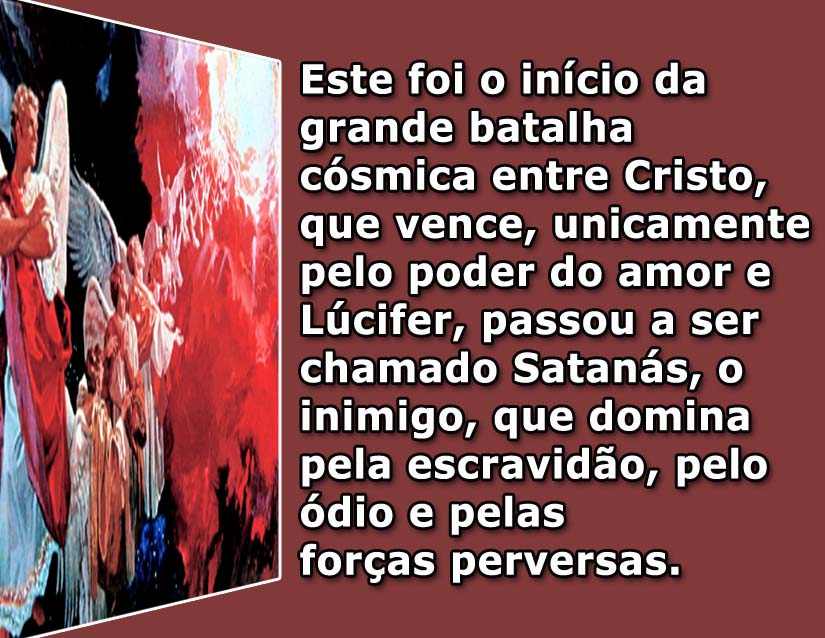 Este foi o início da
grande batalha
cósmica entre Cristo,
que vence, unicamente
pelo poder do amor e
Lúcifer, passou a ser
chamado Satanás, o
inimigo, que domina
pela escravidão, pelo
ódio e pelas
forças perversas.